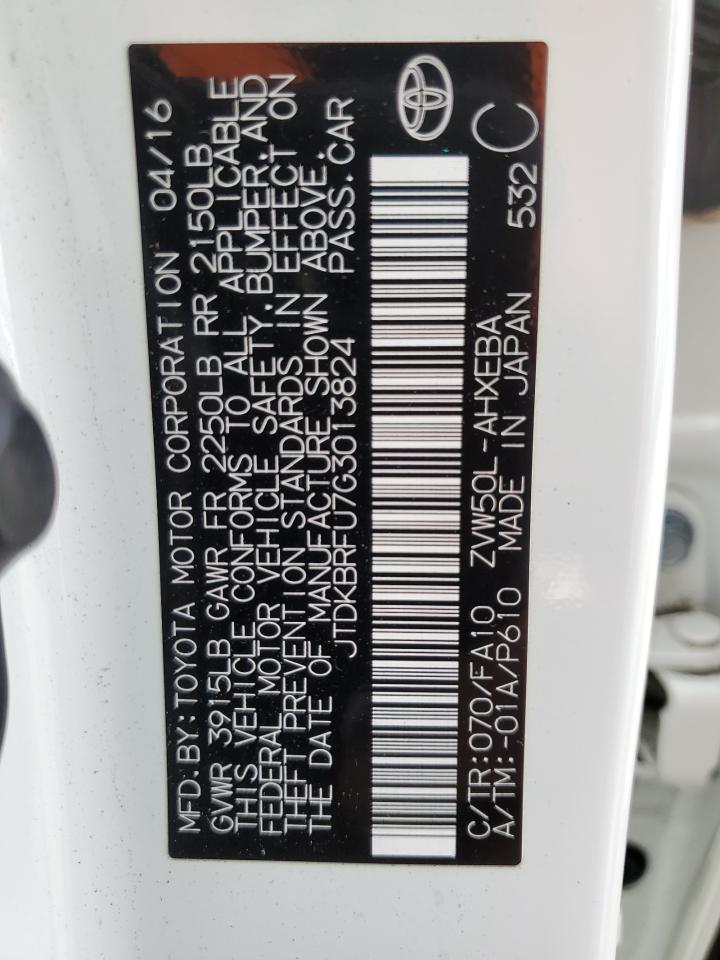 MFD.BY:TOYOTA MOTOR CORPORATION 04/16
GVWR 3915LB GAWR FR 2250LB RR 2150LB
THIS VEHICLE CONFORMS TO ALL APPLICABLE
FEDERAL MOTOR VEHICLE SAFETY,BUMPER,AND
THEFT PREVENTION STANDARDS IN EFFECT ON
THE DATE OF MANUFACTURE SHOWN ABOVE.
JTDKBRFU7G3013824 PASS.CAR
C/TR:070/FA10 ZVW50L-AHXEBA 532 C
A/TM:-01A/P610 MADE IN JAPAN